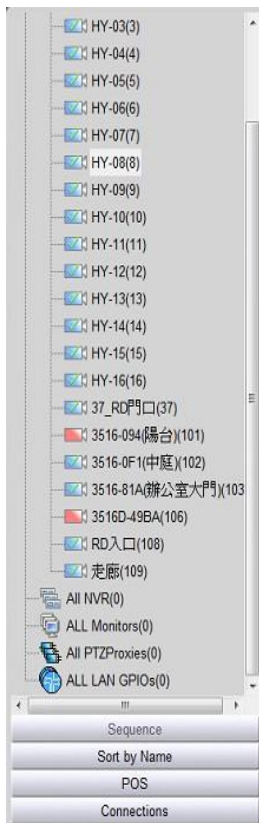 HY-03(3)
HY-04(4)
HY-05(5)
HY-06(6)
HY-07(7)
HY-08(8)
HY-09(9)
HY-10(10)
HY-11(11)
HY-12(12)
HY-13(13)
HY-14(14)
HY-15(15)
HY-16(16)
37_RD門口(37)
3516-094(陽台)(101)
3516-0F1(中庭)(102)
3516-81A(辦公室大門)(103
3516D-49BA(106)
RD入口(108)
走廊(109)
All NVR(0)
ALL Monitors(0)
All PTZProxies(0)
ALL LAN GPIOs(0)
Sequence
Sort by Name
POS
Connections